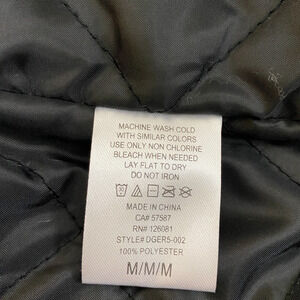 MACHINE WASH COLD
WITH SIMILAR COLORS
USE ONLY NON CHLORINE
BLEACH WHEN NEEDED
LAY FLAT TO DRY
DO NOT IRON
MADE IN CHINA
CA# 57587
RN# 126081
STYLE# DGER5-002
100% POLYESTER
M/M/M